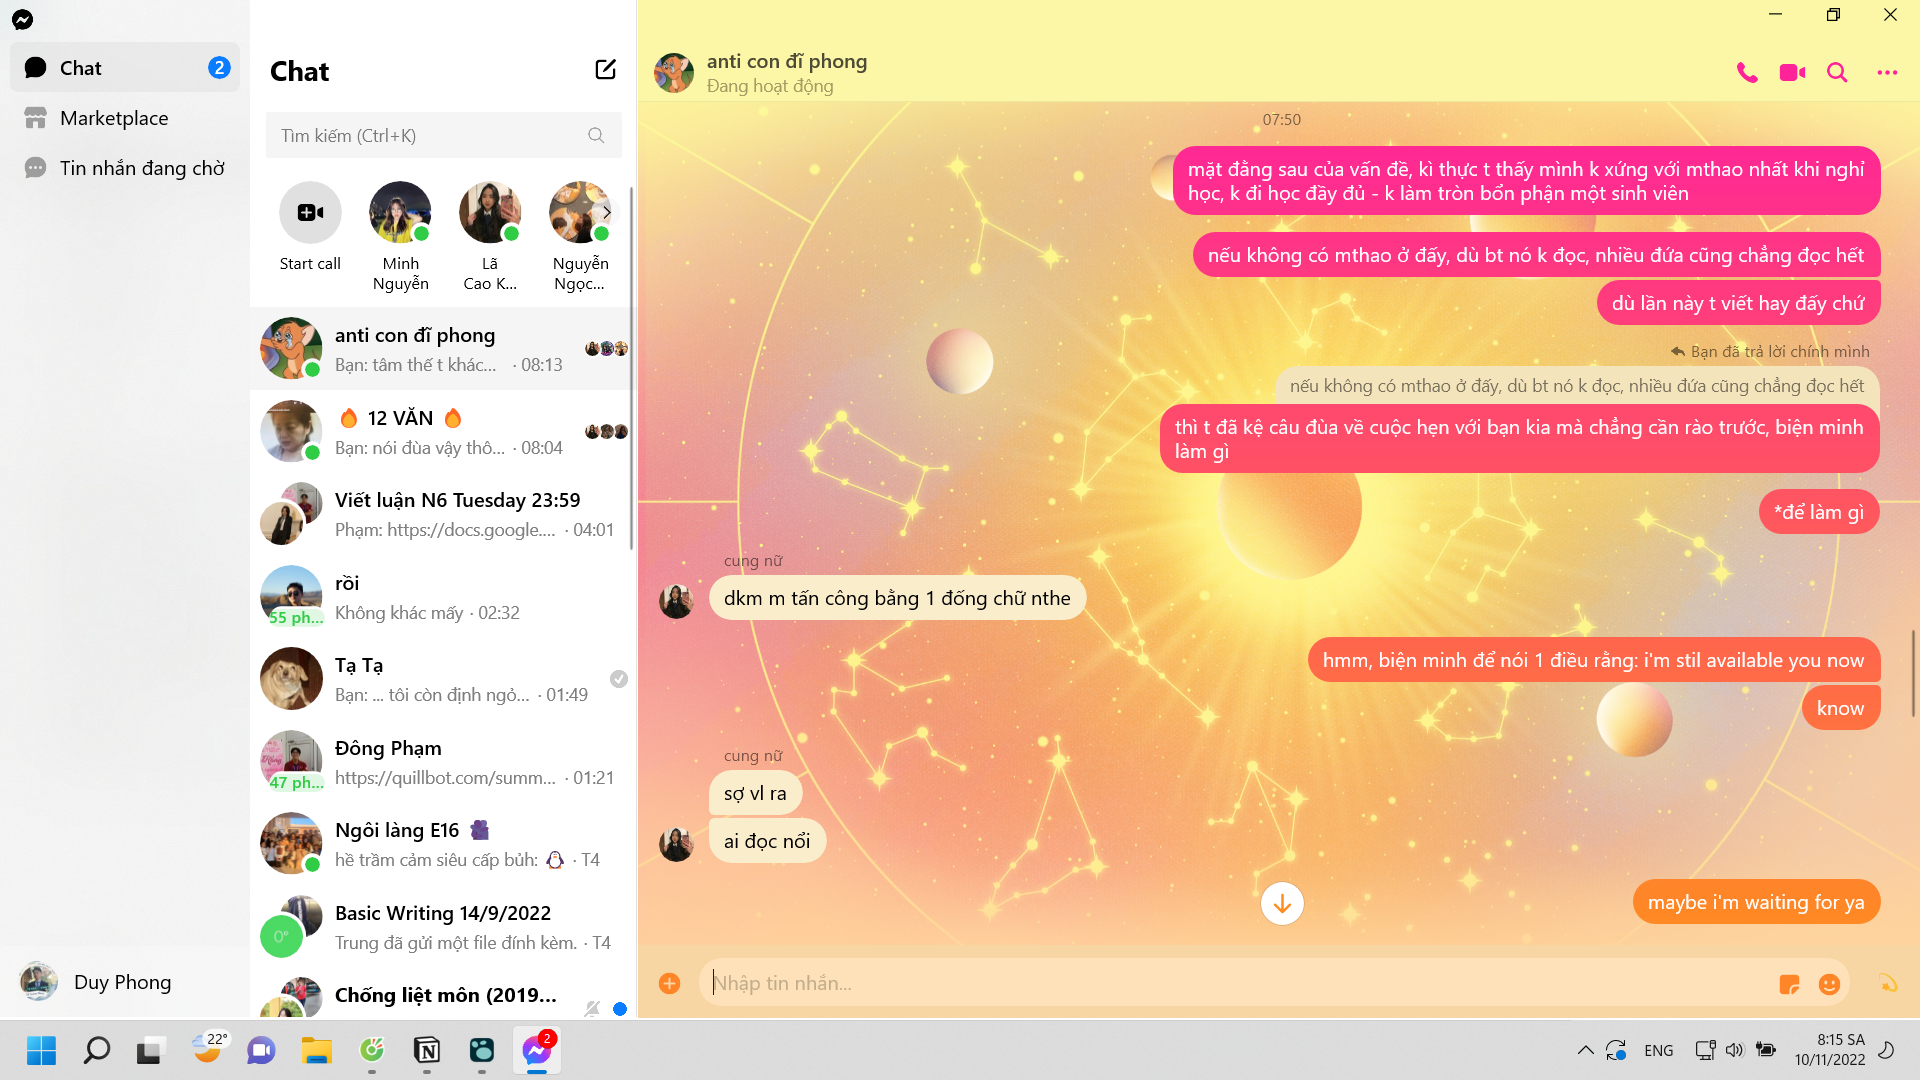 Chat
2
Marketplace
Tin nhắn đang chờ
Duy Phong
Chat
Tìm kiếm (Ctrl+K)
Start call
Minh
Nguyễn
Lã
Cao K...
Nguyễn
Ngọc...
anti con đĩ phong
Bạn: tâm thế t khác... · 08:13
🔥 12 VĂN 🔥
Bạn: nói đùa vậy thô... · 08:04
Viết luận N6 Tuesday 23:59
Phạm: https://docs.google.... · 04:01
rồi
Không khác mấy · 02:32
55 ph...
Tạ Tạ
Bạn: ... tôi còn định ngỏ... · 01:49
Đông Phạm
https://quillbot.com/summ... · 01:21
47 ph...
Ngôi làng E16
hề trầm cảm siêu cấp bủh: 🐧 · T4
Basic Writing 14/9/2022
Trung đã gửi một file đính kèm. · T4
Chống liệt môn (2019...
anti con đĩ phong
Đang hoạt động
07:50
mặt đằng sau của vấn đề, kì thực t thấy mình k xứng với mthao nhất khi nghỉ
học, k đi học đầy đủ - k làm tròn bổn phận một sinh viên
nếu không có mthao ở đấy, dù bt nó k đọc, nhiều đứa cũng chẳng đọc hết
dù lần này t viết hay đấy chứ
Bạn đã trả lời chính mình
nếu không có mthao ở đấy, dù bt nó k đọc, nhiều đứa cũng chẳng đọc hết
thì t đã kệ câu đùa về cuộc hẹn với bạn kia mà chẳng cần rào trước, biện minh
làm gì
*để làm gì
cung nữ
dkm m tấn công bằng 1 đống chữ nthe
hmm, biện minh để nói 1 điều rằng: i'm stil available you now
know
cung nữ
sợ vl ra
ai đọc nổi
maybe i'm waiting for ya
Nhập tin nhắn...
22°
2
ENG
8:15 SA
10/11/2022